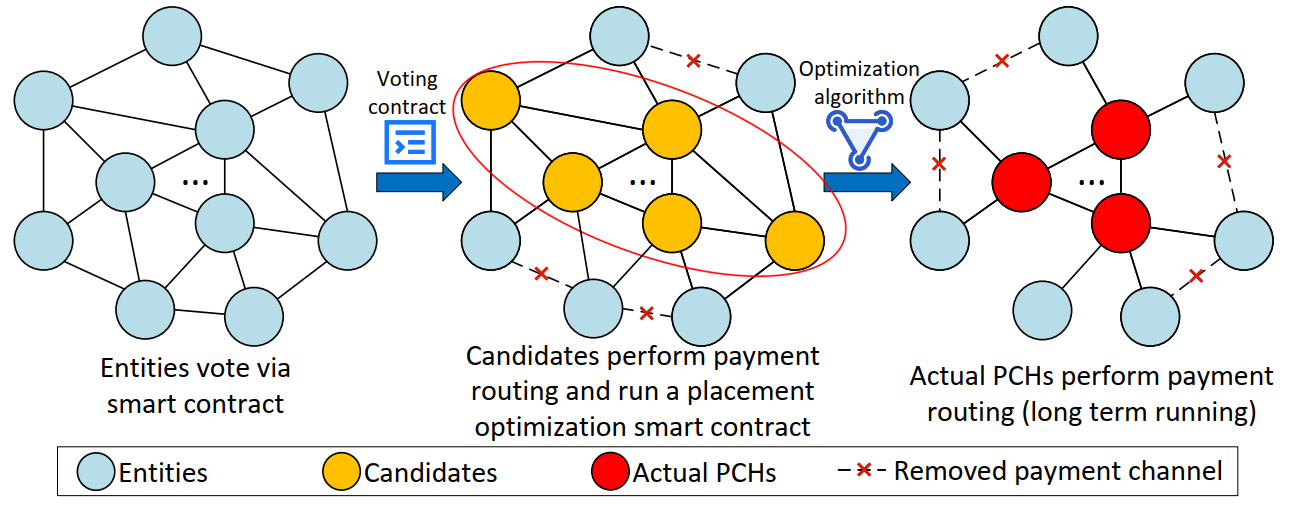 Voting
contract
Optimization
algorithm
...
...
...
Entities vote via
smart contract
Candidates perform payment
routing and run a placement
optimization smart contract
Actual PCHs perform payment
routing (long term running)
Entities
Candidates
Actual PCHs
Removed payment channel